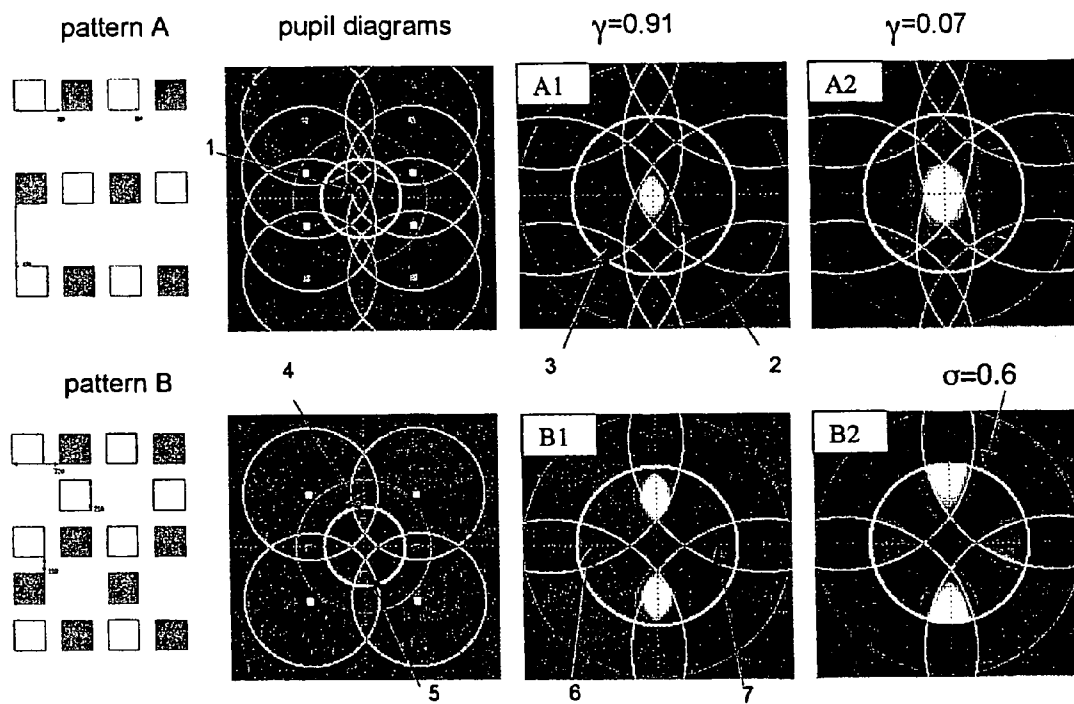 pattern A pupil diagrams γ=0.91 γ=0.07
A1 A2
1
3 2
4
pattern B σ=0.6
B1 B2
5 6 7